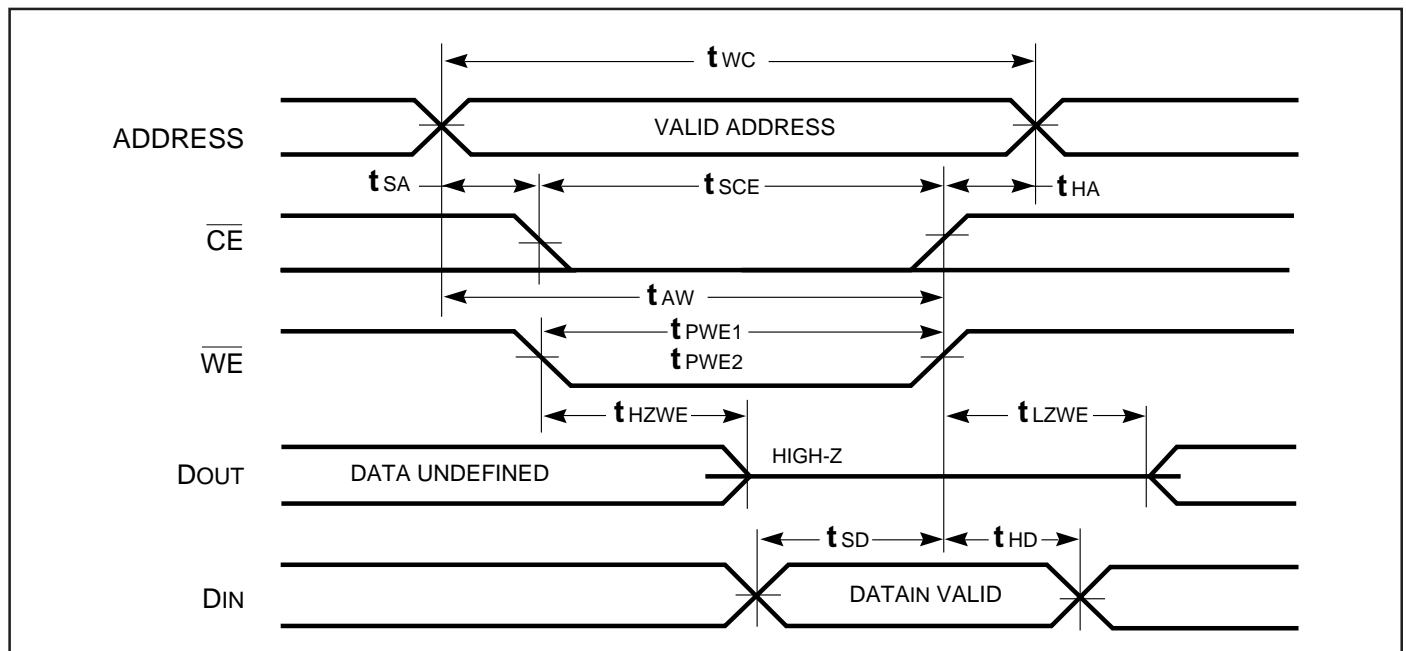 tWC
ADDRESS
VALID ADDRESS
tSA
tSCE
tHA
CE
tAW
tPWE1
WE
tPWE2
tHZWE
tLZWE
DOUT
DATA UNDEFINED
HIGH-Z
tSD
tHD
DIN
DATAIN VALID